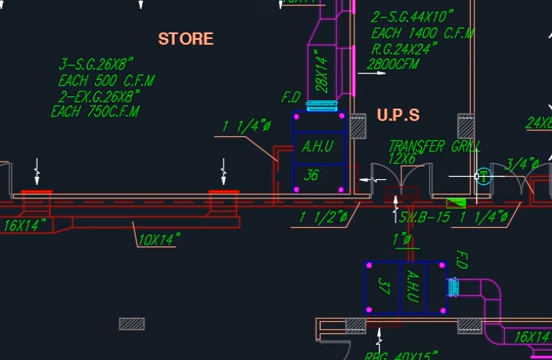 2-S.G.44X10"
EACH 1400 C.F.M
R.G.24X24"
2800CFM
STORE
3-S.G.26X8"
EACH 500 C.F.M
2-EX.G.26X8"
EACH 750C.F.M
28X14"
F.D
U.P.S
1 1/4"ø
A.H.U
36
TRANSFER GRILL
12X6"
24X8
3/4"ø
T
16X14"
10X14"
1 1/2"ø
S.W.B-15
1 1/4"ø
1"ø
F.D
A.H.U
37
16X14
40X15"